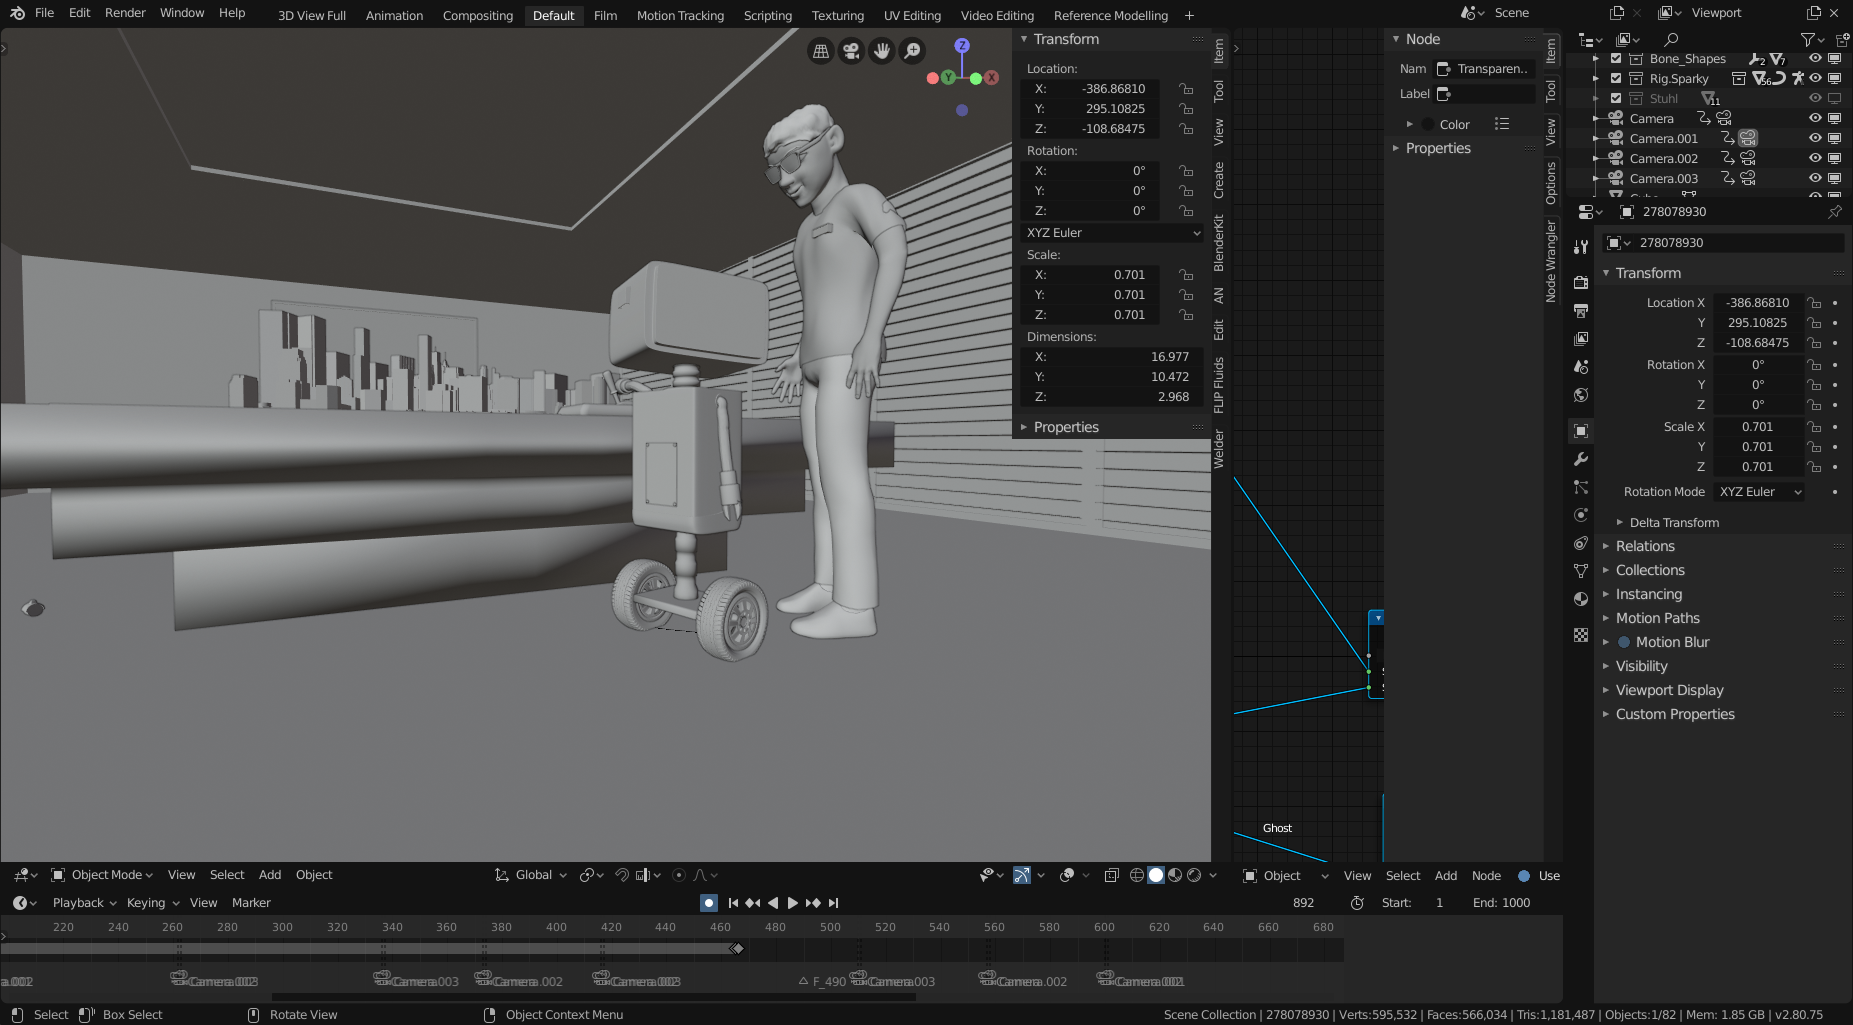 File Edit Render Window Help 3D View Full Animation Compositing Default Film Motion Tracking Scripting Texturing UV Editing Video Editing Reference Modelling + Scene Viewport
Transform
Location:
X: -386.86810
Y: 295.10825
Z: -108.68475
Rotation:
X: 0°
Y: 0°
Z: 0°
XYZ Euler
Scale:
X: 0.701
Y: 0.701
Z: 0.701
Dimensions:
X: 16.977
Y: 10.472
Z: 2.968
Properties
Z
Y
X
Item
Tool
View
Create
BlenderKit
AN
Edit
FLIP Fluids
Welder
Node
Nam Transparen..
Label
Color
Properties
Item
Tool
View
Options
Node Wrangler
Ghost
Bone_Shapes 2 7
Rig.Sparky 56
Stuhl 11
Camera
Camera.001
Camera.002
Camera.003
278078930
278078930
Transform
Location X -386.86810
Y 295.10825
Z -108.68475
Rotation X 0°
Y 0°
Z 0°
Scale X 0.701
Y 0.701
Z 0.701
Rotation Mode XYZ Euler
Delta Transform
Relations
Collections
Instancing
Motion Paths
Motion Blur
Visibility
Viewport Display
Custom Properties
Object Mode View Select Add Object Global Object View Select Add Node Use
Playback Keying View Marker 892 Start: 1 End: 1000
220 240 260 280 300 320 340 360 380 400 420 440 460 480 500 520 540 560 580 600 620 640 660 680
Camera.003 Camera.002 F_490 Camera.003 Camera.002
Select Box Select Rotate View Object Context Menu Scene Collection | 278078930 | Verts:595,532 | Faces:566,034 | Tris:1,181,487 | Objects:1/82 | Mem: 1.85 GB | v2.80.75